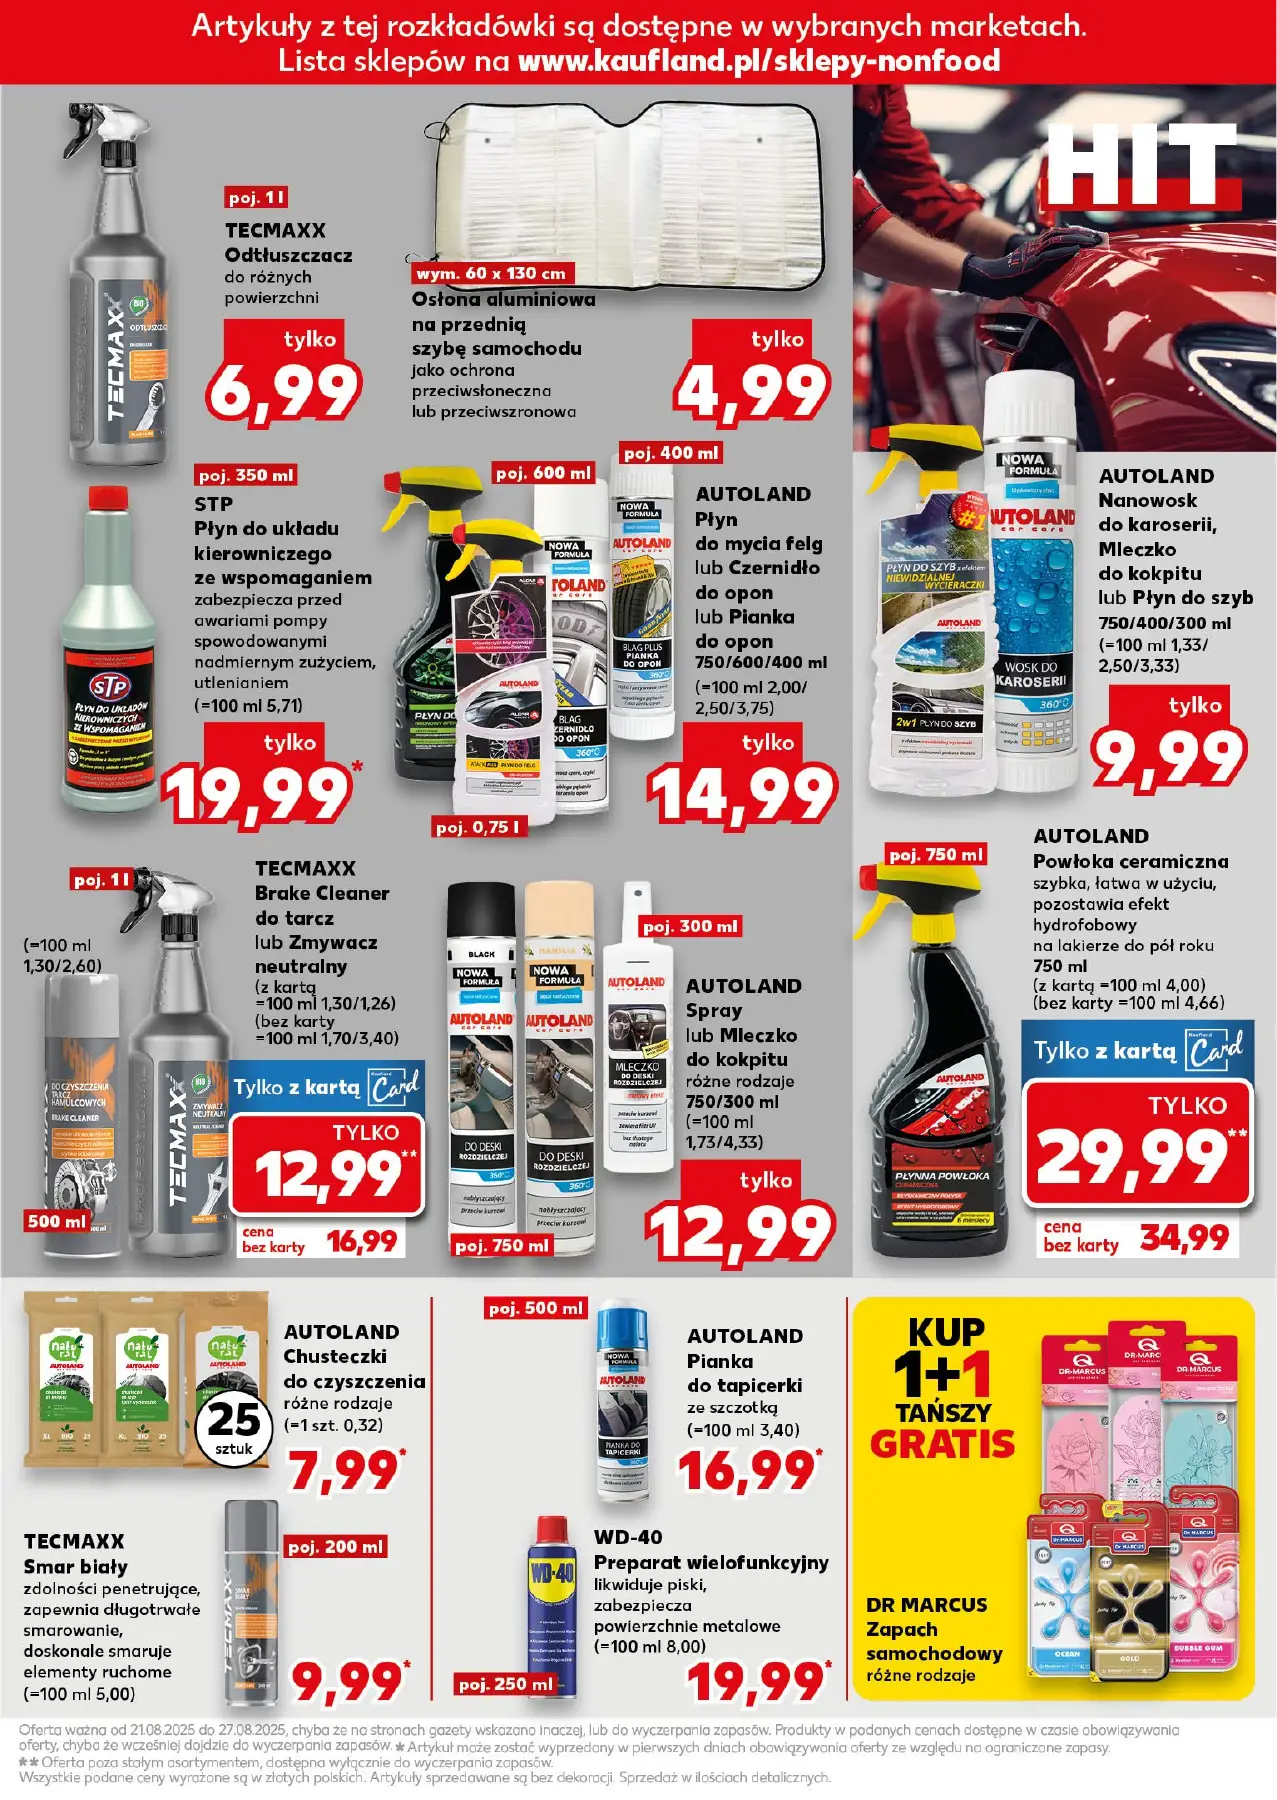 Artykuły z tej rozkładówki są dostępne w wybranych marketach.
Lista sklepów na www.kaufland.pl/sklepy-nonfood
HIT
poj. 1 l
TECMAXX
Odtłuszczacz
do różnych
powierzchni
tylko
6,99
wym. 60 x 130 cm
Osłona aluminiowa
na przednią
szybę samochodu
jako ochrona
przeciwsłoneczna
lub przeciwszronowa
tylko
4,99
poj. 350 ml
STP
Płyn do układu
kierowniczego
ze wspomaganiem
zabezpiecza przed
awariami pompy
spowodowanymi
nadmiernym zużyciem,
utlenianiem
(=100 ml 5,71)
tylko
19,99*
poj. 600 ml
poj. 400 ml
poj. 0,75 l
AUTOLAND
Płyn
do mycia felg
lub Czernidło
do opon
lub Pianka
do opon
750/600/400 ml
(=100 ml 2,00/
2,50/3,75)
tylko
14,99
AUTOLAND
Nanowosk
do karoserii,
Mleczko
do kokpitu
lub Płyn do szyb
750/400/300 ml
(=100 ml 1,33/
2,50/3,33)
tylko
9,99
poj. 1 l
(=100 ml
1,30/2,60)
500 ml
TECMAXX
Brake Cleaner
do tarcz
lub Zmywacz
neutralny
(z kartą
=100 ml 1,30/1,26)
(bez karty
=100 ml 1,70/3,40)
Tylko z kartą
Kaufland Card
TYLKO
12,99**
cena
bez karty
16,99
poj. 300 ml
poj. 750 ml
AUTOLAND
Spray
lub Mleczko
do kokpitu
różne rodzaje
750/300 ml
(=100 ml
1,73/4,33)
tylko
12,99
poj. 750 ml
AUTOLAND
Powłoka ceramiczna
szybka, łatwa w użyciu,
pozostawia efekt
hydrofobowy
na lakierze do pół roku
750 ml
(z kartą =100 ml 4,00)
(bez karty =100 ml 4,66)
Tylko z kartą
Kaufland Card
TYLKO
29,99**
cena
bez karty
34,99
25
sztuk
AUTOLAND
Chusteczki
do czyszczenia
różne rodzaje
(=1 szt. 0,32)
7,99*
poj. 500 ml
AUTOLAND
Pianka
do tapicerki
ze szczotką
(=100 ml 3,40)
16,99*
TECMAXX
Smar biały
zdolności penetrujące,
zapewnia długotrwałe
smarowanie,
doskonale smaruje
elementy ruchome
(=100 ml 5,00)
poj. 200 ml
9,99*
WD-40
WD-40
Preparat wielofunkcyjny
likwiduje piski,
zabezpiecza
powierzchnie metalowe
(=100 ml 8,00)
poj. 250 ml
19,99*
KUP
1+1
TAŃSZY
GRATIS
DR MARCUS
Zapach
samochodowy
różne rodzaje
OCEAN
GOLD
BUBBLE GUM
Oferta ważna od 21.08.2025 do 27.08.2025, chyba że na stronach gazety wskazano inaczej, lub do wyczerpania zapasów. Produkty w podanych cenach dostępne w czasie obowiązywania
oferty, chyba że wcześniej dojdzie do wyczerpania zapasów. * Artykuł może zostać wyprzedany w pierwszych dniach obowiązywania oferty ze względu na ograniczone zapasy.
** Oferta poza stałym asortymentem, dostępna wyłącznie do wyczerpania zapasów.
Wszystkie podane ceny wyrażone są w złotych polskich. Artykuły sprzedawane są bez dekoracji. Sprzedaż w ilościach detalicznych.